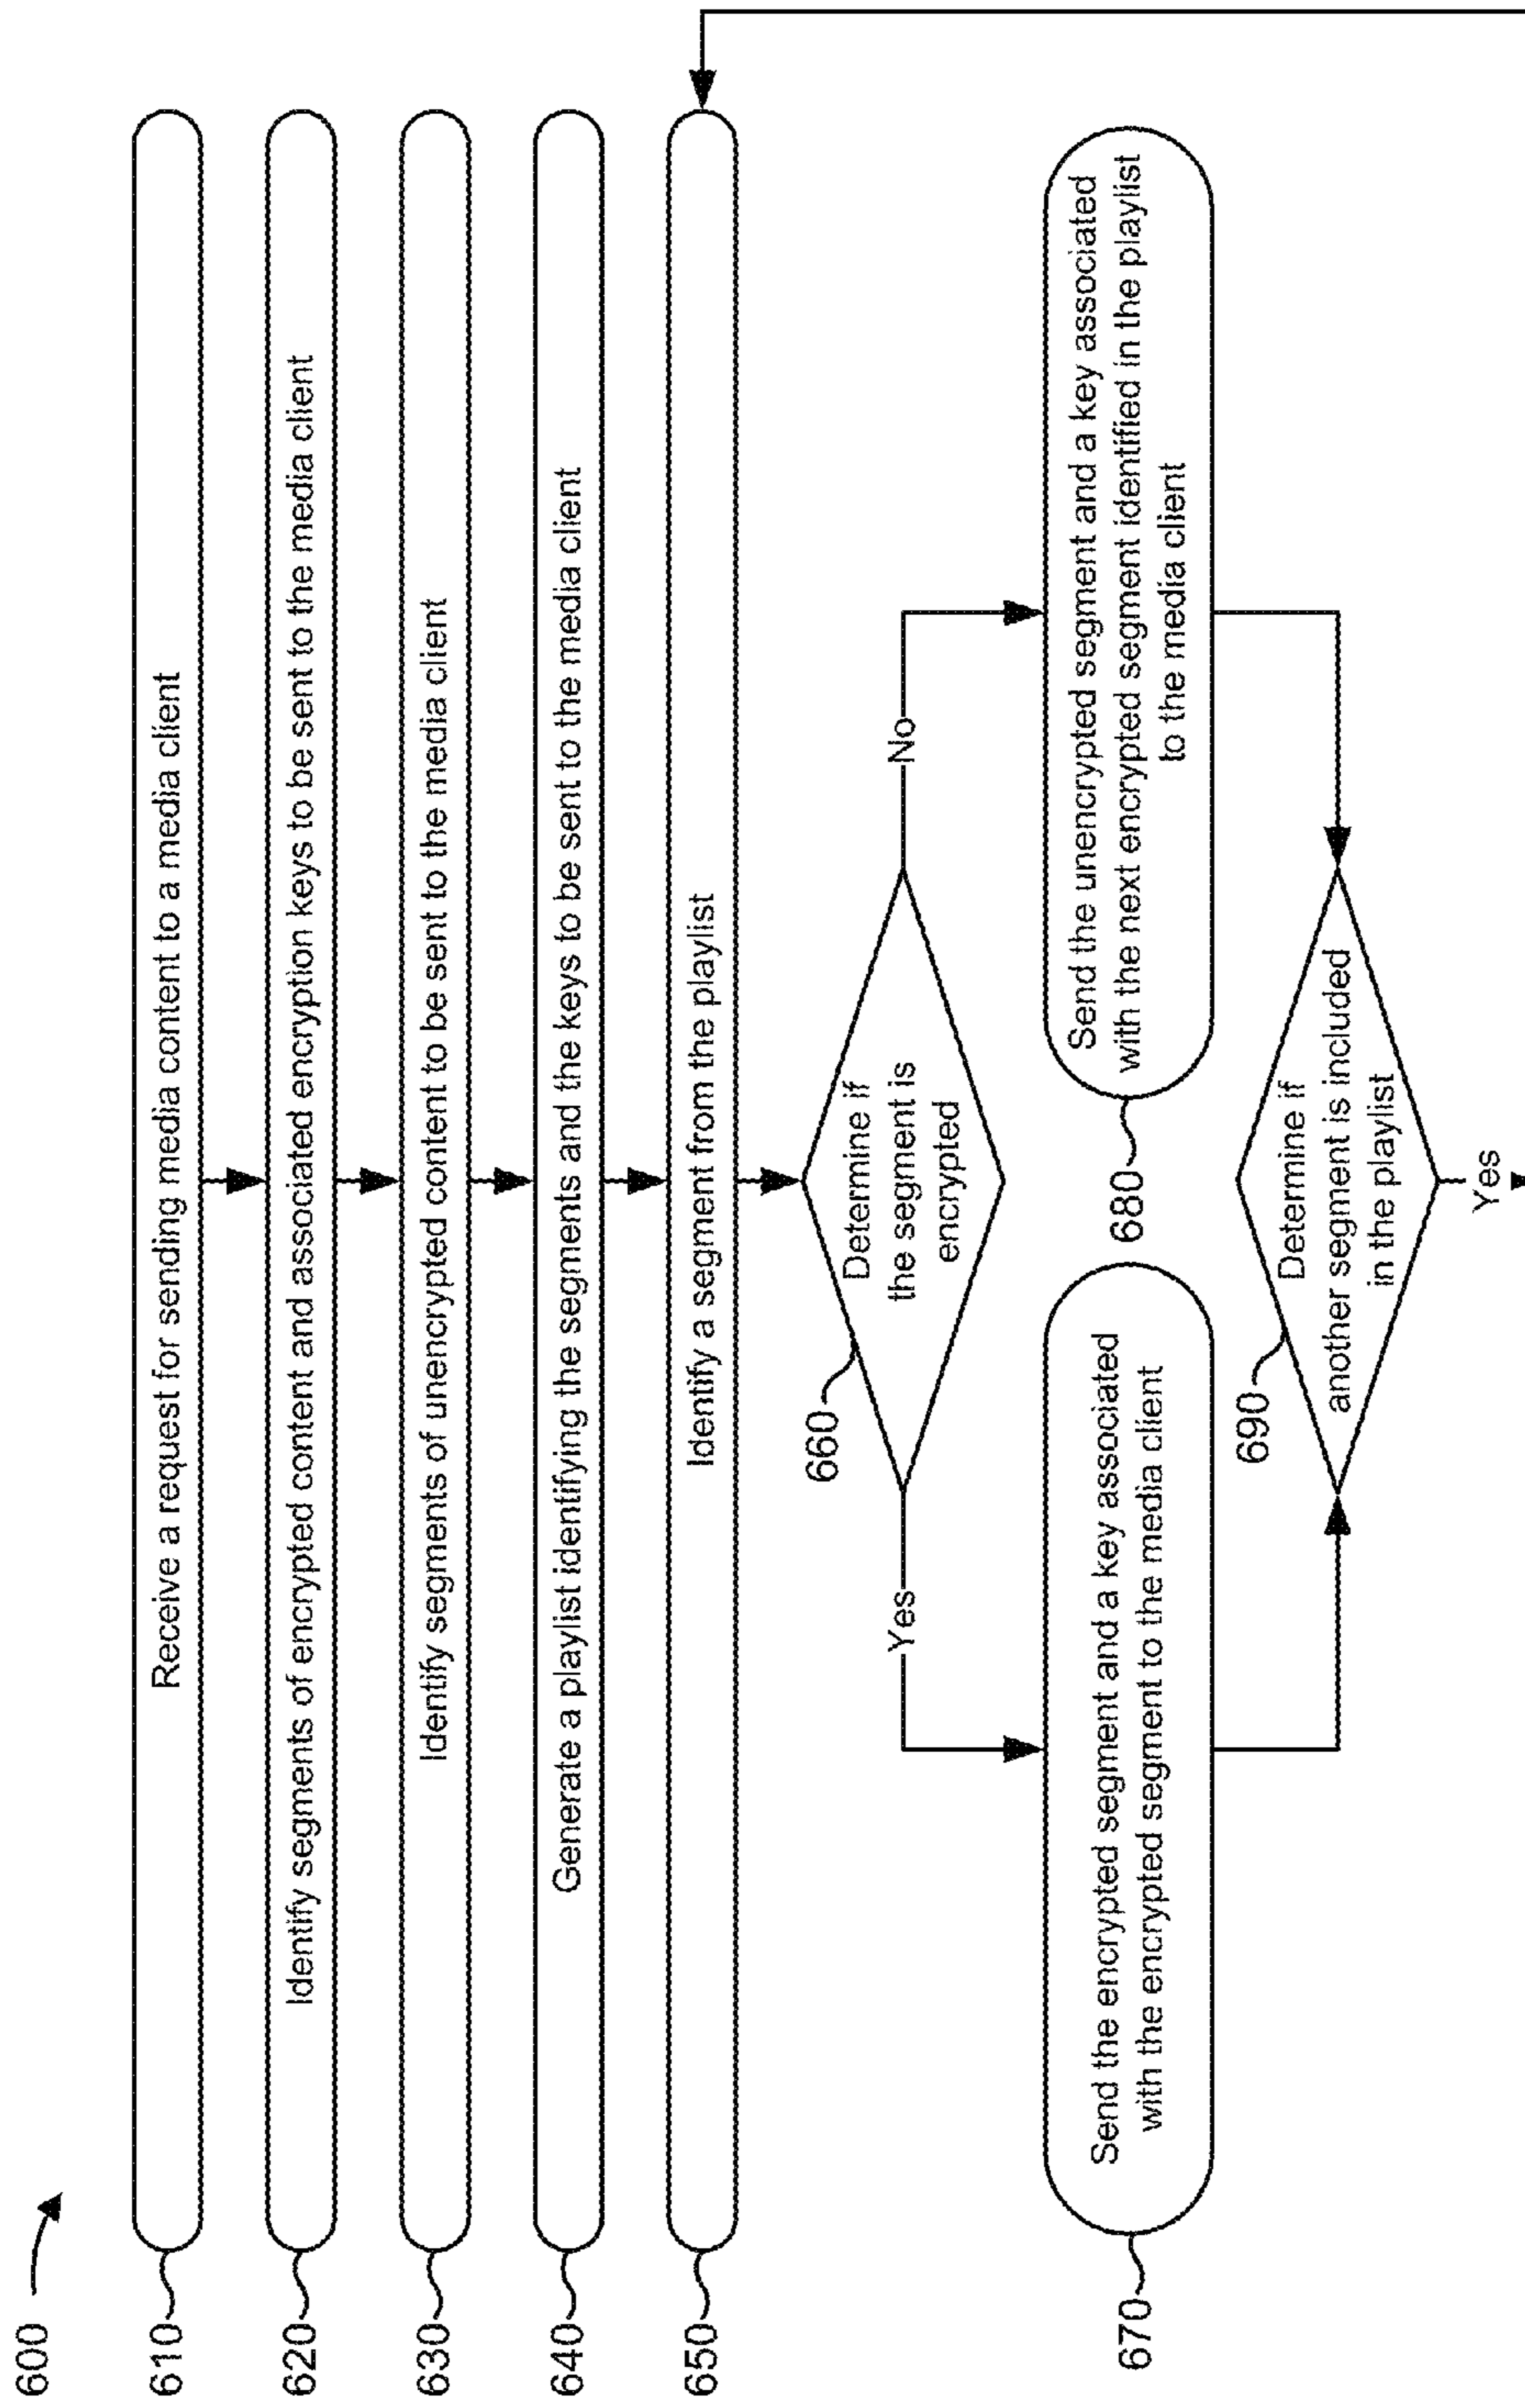 600
610
Receive a request for sending media content to a media client
620
Identify segments of encrypted content and associated encryption keys to be sent to the media client
630
Identify segments of unencrypted content to be sent to the media client
640
Generate a playlist identifying the segments and the keys to be sent to the media client
650
Identify a segment from the playlist
660
Determine if
the segment is
encrypted
Yes
No
670
Send the encrypted segment and a key associated
with the encrypted segment to the media client
680
Send the unencrypted segment and a key associated
with the next encrypted segment identified in the playlist
to the media client
690
Determine if
another segment is included
in the playlist
Yes